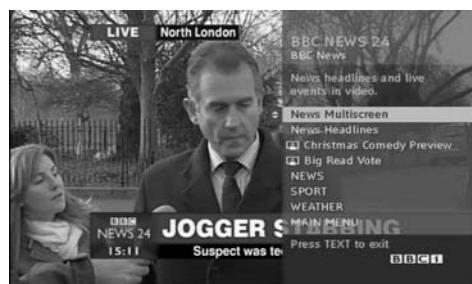 LIVE North London
BBC NEWS 24
BBC News
News headlines and live
events in video.
News Multiscreen
News Headlines
Christmas Comedy Preview...
Big Read Vote
NEWS
SPORT
WEATHER
MAIN MENU
Press TEXT to exit
BBCi
BBC
NEWS 24
15:11
JOGGER STABBING
Suspect was